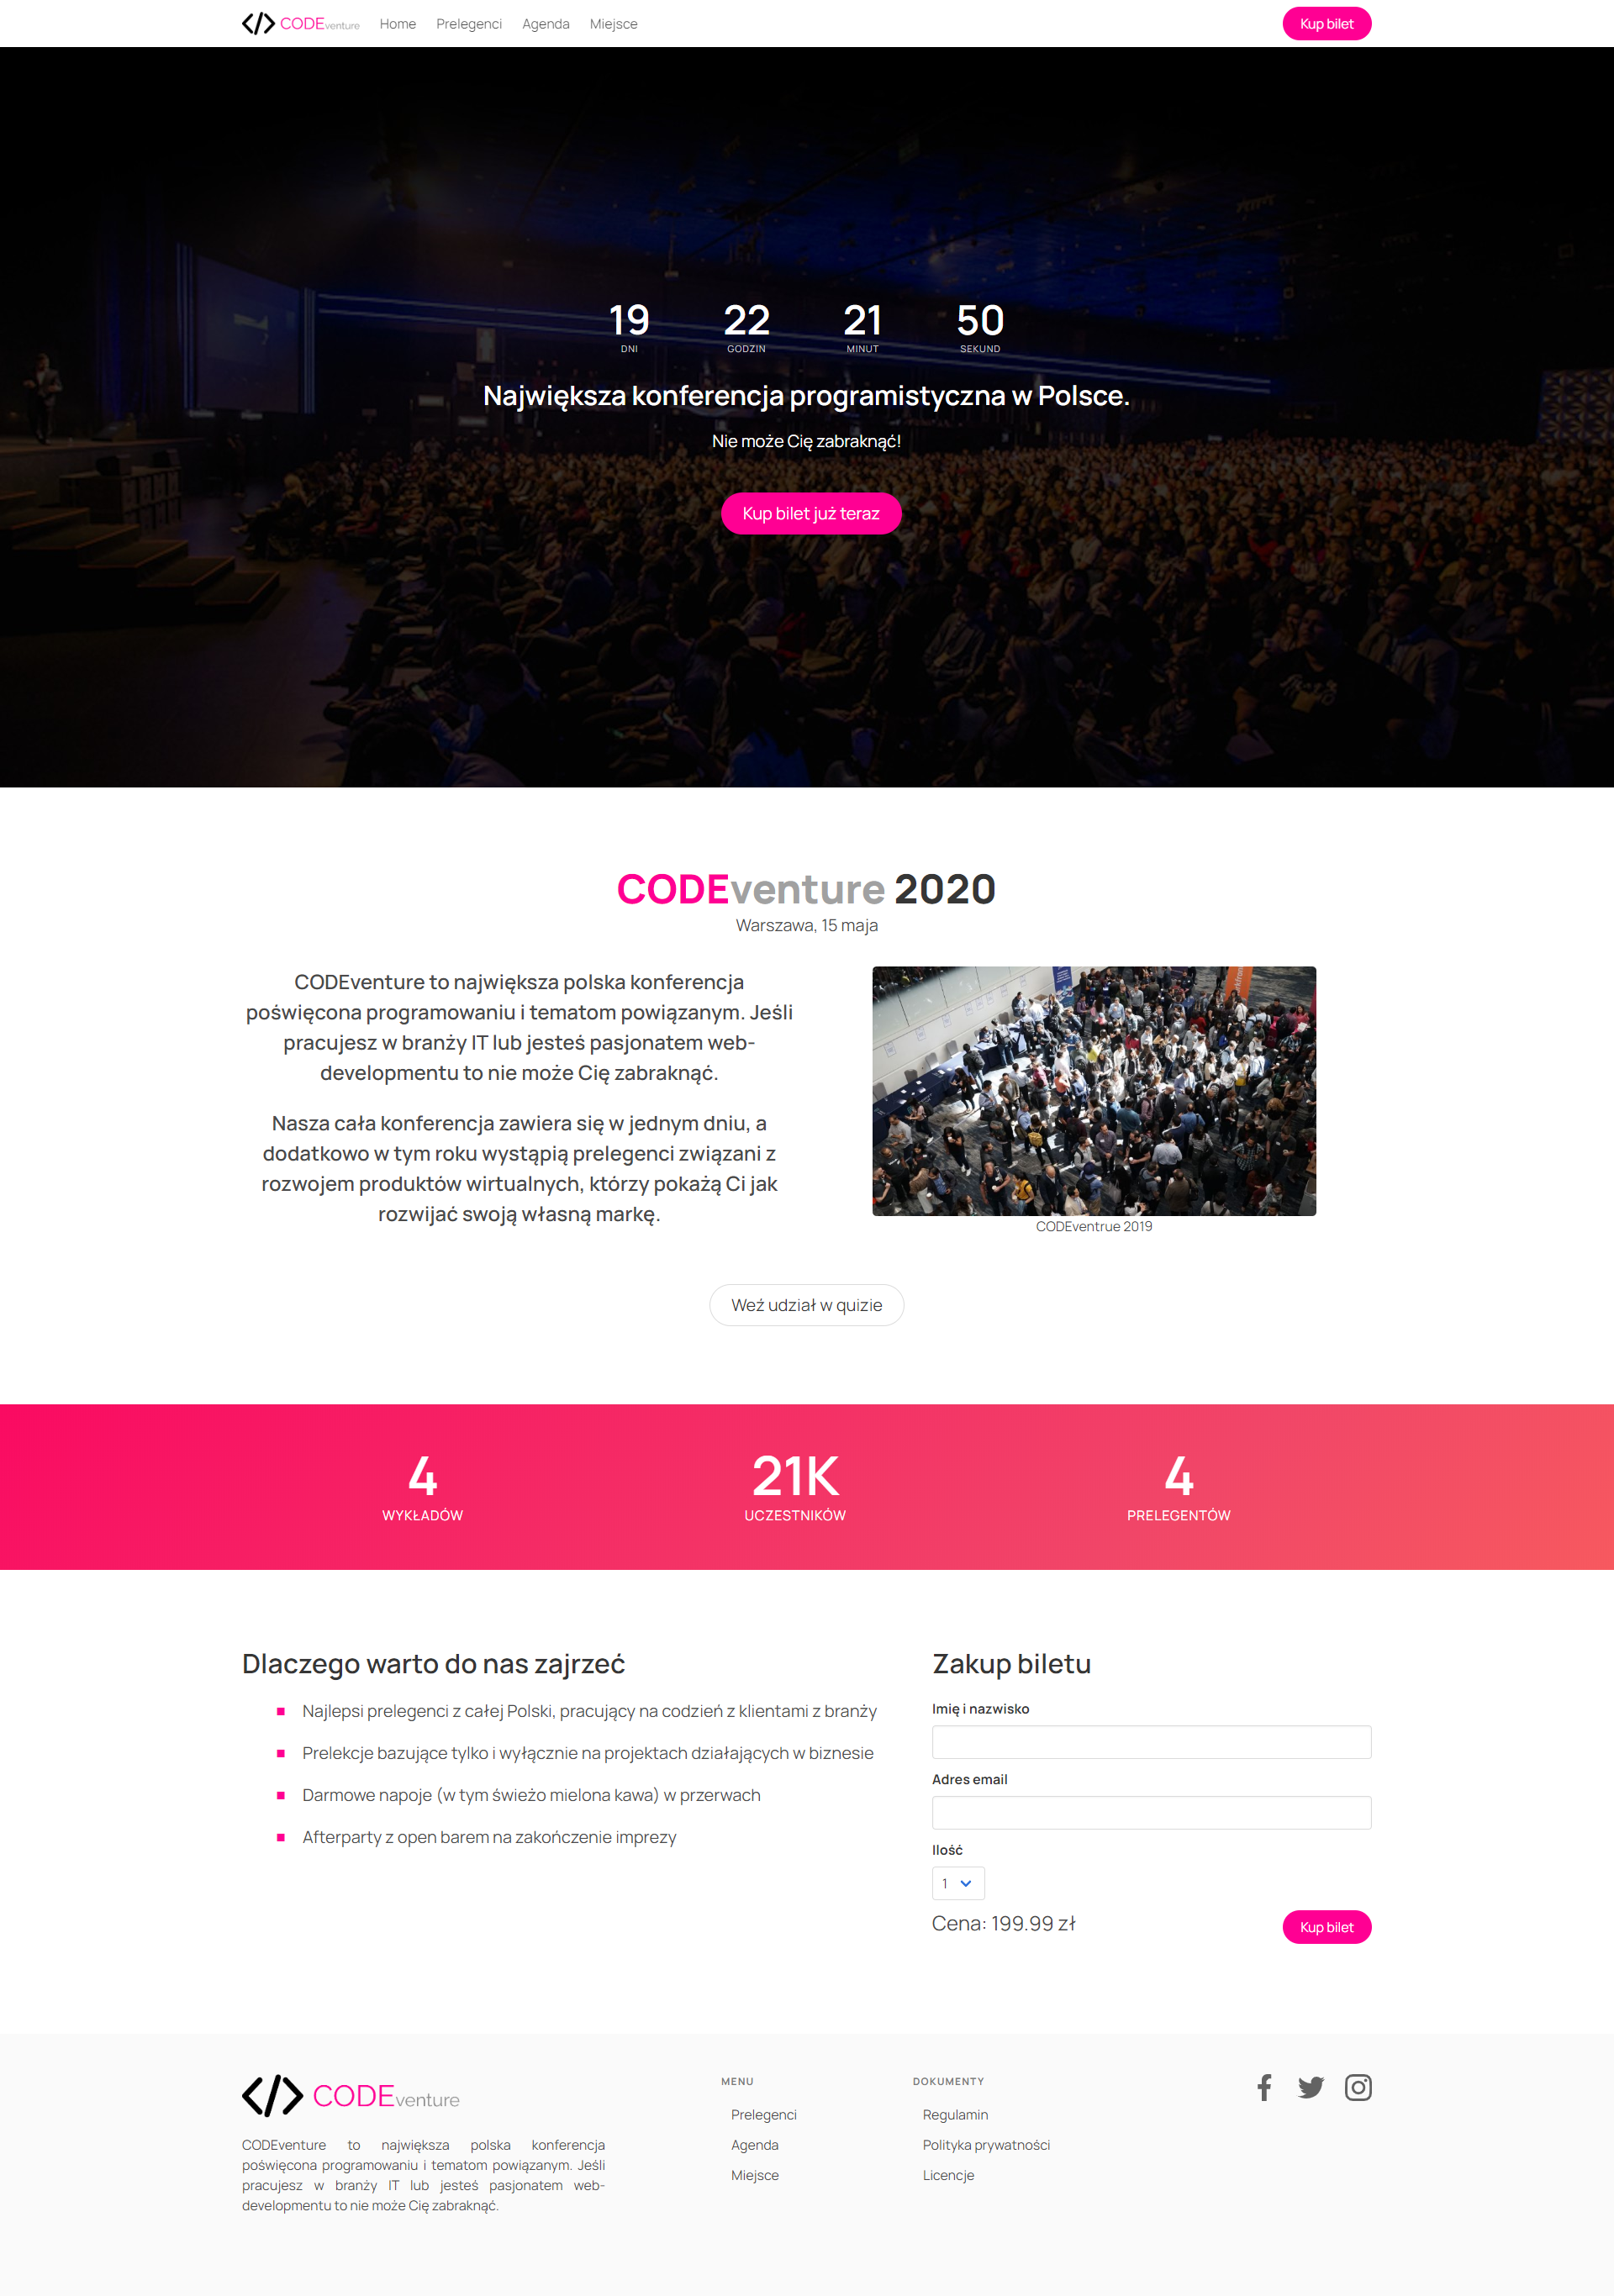 </> CODEventure Home Prelegenci Agenda Miejsce Kup bilet
19 22 21 50
DNI GODZIN MINUT SEKUND
Największa konferencja programistyczna w Polsce.
Nie może Cię zabraknąć!
Kup bilet już teraz
CODEventure 2020
Warszawa, 15 maja
CODEventure to największa polska konferencja
poświęcona programowaniu i tematom powiązanym. Jeśli
pracujesz w branży IT lub jesteś pasjonatem web-
developmentu to nie może Cię zabraknąć.
Nasza cała konferencja zawiera się w jednym dniu, a
dodatkowo w tym roku wystąpią prelegenci związani z
rozwojem produktów wirtualnych, którzy pokażą Ci jak
rozwijać swoją własną markę.
CODEventrue 2019
Weź udział w quizie
4 21K 4
WYKŁADÓW UCZESTNIKÓW PRELEGENTÓW
Dlaczego warto do nas zajrzeć
Najlepsi prelegenci z całej Polski, pracujący na codzień z klientami z branży
Prelekcje bazujące tylko i wyłącznie na projektach działających w biznesie
Darmowe napoje (w tym świeżo mielona kawa) w przerwach
Afterparty z open barem na zakończenie imprezy
Zakup biletu
Imię i nazwisko
Adres email
Ilość
1
Cena: 199.99 zł
Kup bilet
</> CODEventure
CODEventure to największa polska konferencja
poświęcona programowaniu i tematom powiązanym. Jeśli
pracujesz w branży IT lub jesteś pasjonatem web-
developmentu to nie może Cię zabraknąć.
MENU
Prelegenci
Agenda
Miejsce
DOKUMENTY
Regulamin
Polityka prywatności
Licencje